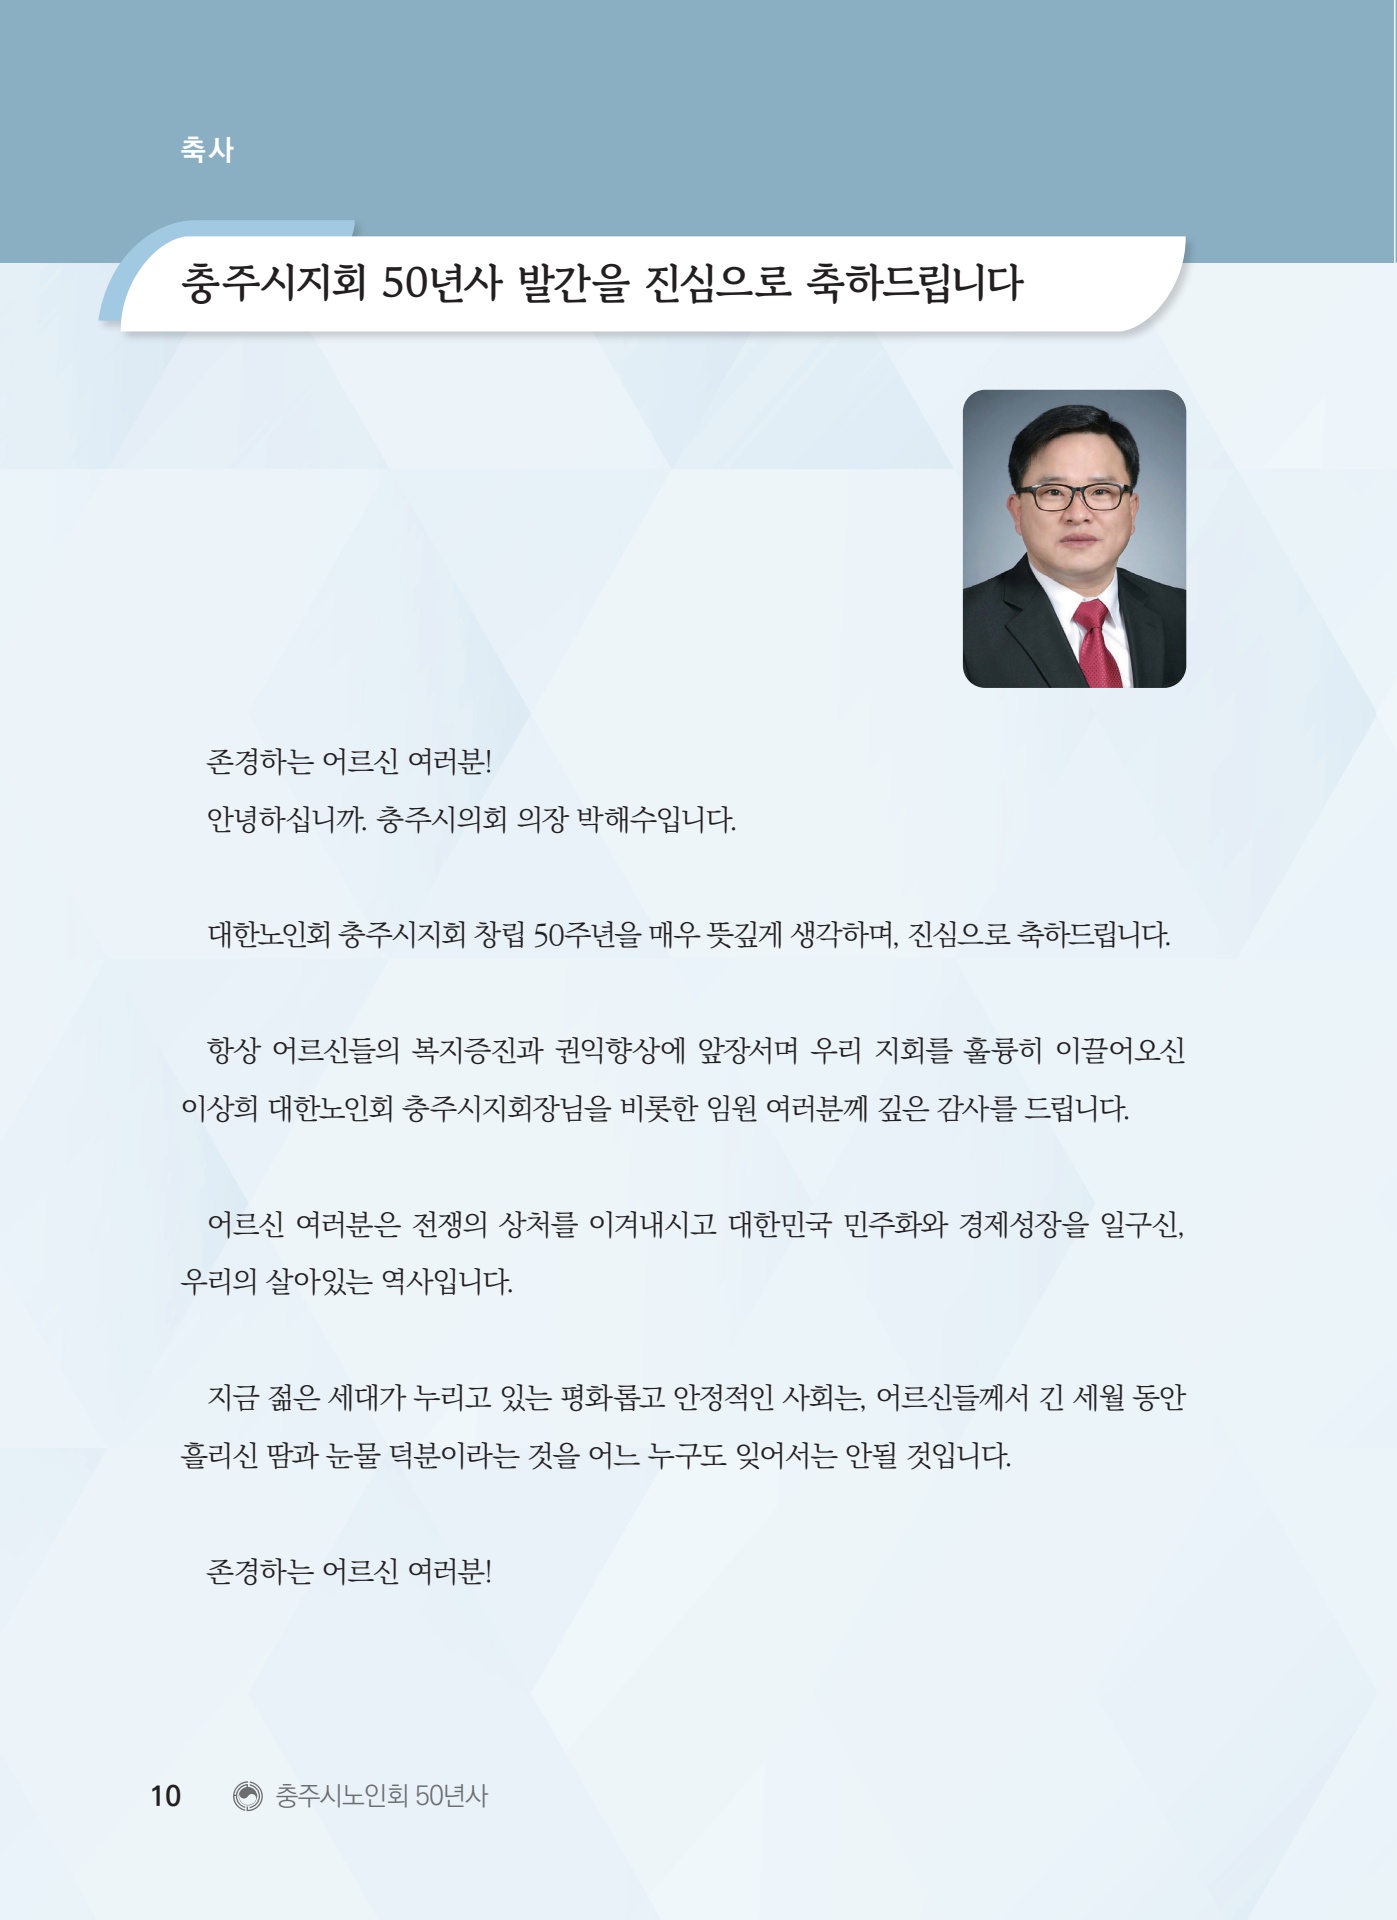 축사
충주시지회 50년사 발간을 진심으로 축하드립니다
존경하는 어르신 여러분!
안녕하십니까. 충주시의회 의장 박해수입니다.
대한노인회 충주시지회 창립 50주년을 매우 뜻깊게 생각하며, 진심으로 축하드립니다.
항상 어르신들의 복지증진과 권익향상에 앞장서며 우리 지회를 훌륭히 이끌어오신
이상희 대한노인회 충주시지회장님을 비롯한 임원 여러분께 깊은 감사를 드립니다.
어르신 여러분은 전쟁의 상처를 이겨내시고 대한민국 민주화와 경제성장을 일구신,
우리의 살아있는 역사입니다.
지금 젊은 세대가 누리고 있는 평화롭고 안정적인 사회는, 어르신들께서 긴 세월 동안
흘리신 땀과 눈물 덕분이라는 것을 어느 누구도 잊어서는 안될 것입니다.
존경하는 어르신 여러분!
10 충주시노인회 50년사